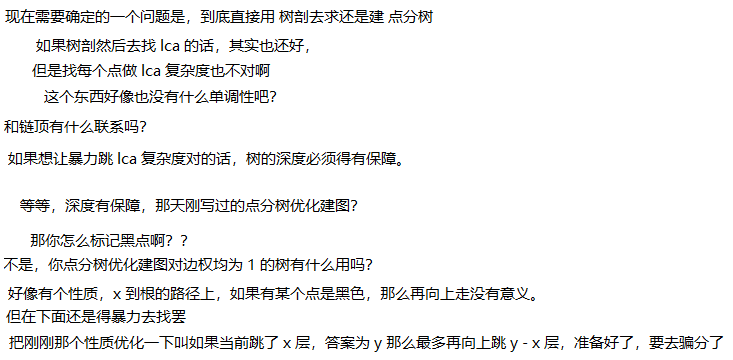 现在需要确定的一个问题是，到底直接用 树剖去求还是建 点分树
如果树剖然后去找 lca 的话，其实也还好，
但是找每个点做 lca 复杂度也不对啊
这个东西好像也没有什么单调性吧？
和链顶有什么联系吗？
如果想让暴力跳 lca 复杂度对的话，树的深度必须得有保障。
等等，深度有保障，那天刚写过的点分树优化建图？
那你怎么标记黑点啊？？
不是，你点分树优化建图对边权均为 1 的树有什么用吗？
好像有个性质，x 到根的路径上，如果有某个点是黑色，那么再向上走没有意义。
但在下面还是得暴力去找罢
把刚刚那个性质优化一下叫如果当前跳了 x 层，答案为 y 那么最多再向上跳 y - x 层，准备好了，要去骗分了